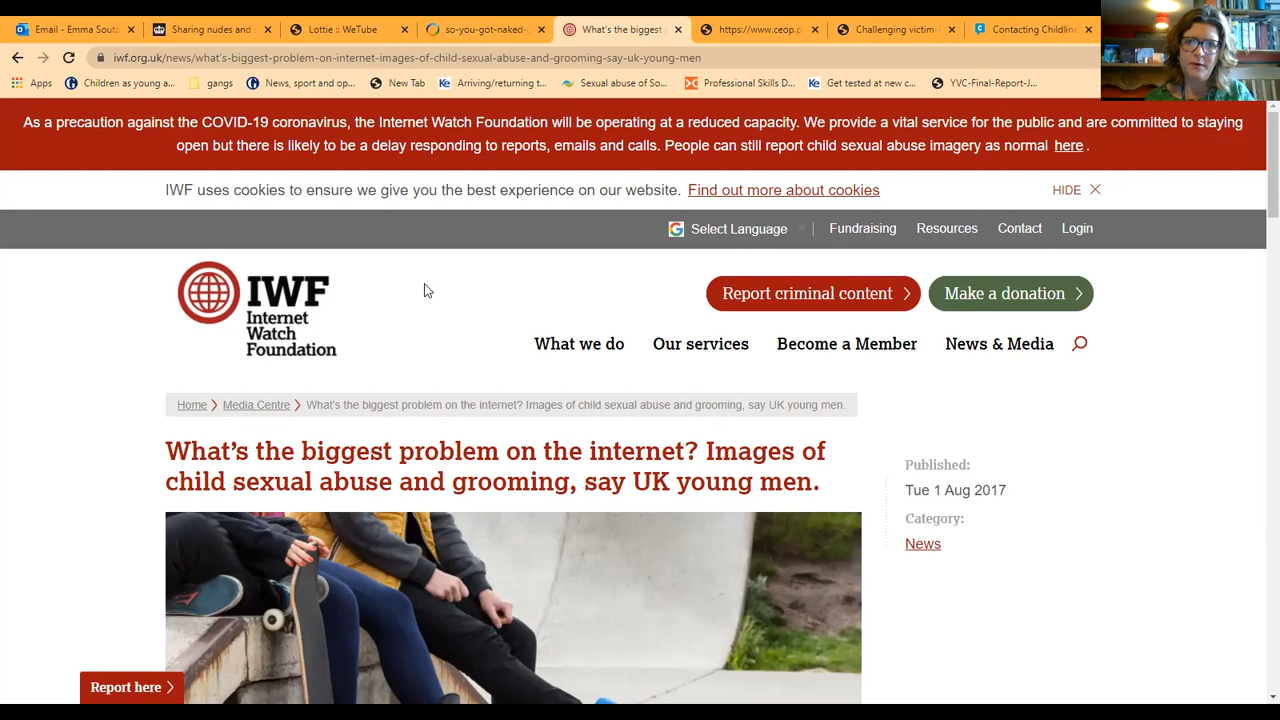 Email - Emma Souta
Sharing nudes and s
Lottie :: WeTube
so-you-got-naked-o
What's the biggest p
https://www.ceop.p
Challenging victim-
Contacting Childlin
iwf.org.uk/news/what's-biggest-problem-on-internet-images-of-child-sexual-abuse-and-grooming-say-uk-young-men
Apps
Children as young a...
gangs
News, sport and op...
New Tab
Arriving/returning t...
Sexual abuse of So...
Professional Skills D...
Get tested at new c...
YVC-Final-Report-J...
As a precaution against the COVID-19 coronavirus, the Internet Watch Foundation will be operating at a reduced capacity. We provide a vital service for the public and are committed to staying
open but there is likely to be a delay responding to reports, emails and calls. People can still report child sexual abuse imagery as normal here .
IWF uses cookies to ensure we give you the best experience on our website. Find out more about cookies
HIDE
Select Language
Fundraising
Resources
Contact
Login
IWF
Internet
Watch
Foundation
Report criminal content
Make a donation
What we do
Our services
Become a Member
News & Media
Home
Media Centre
What's the biggest problem on the internet? Images of child sexual abuse and grooming, say UK young men.
What's the biggest problem on the internet? Images of
child sexual abuse and grooming, say UK young men.
Published:
Tue 1 Aug 2017
Category:
News
Report here